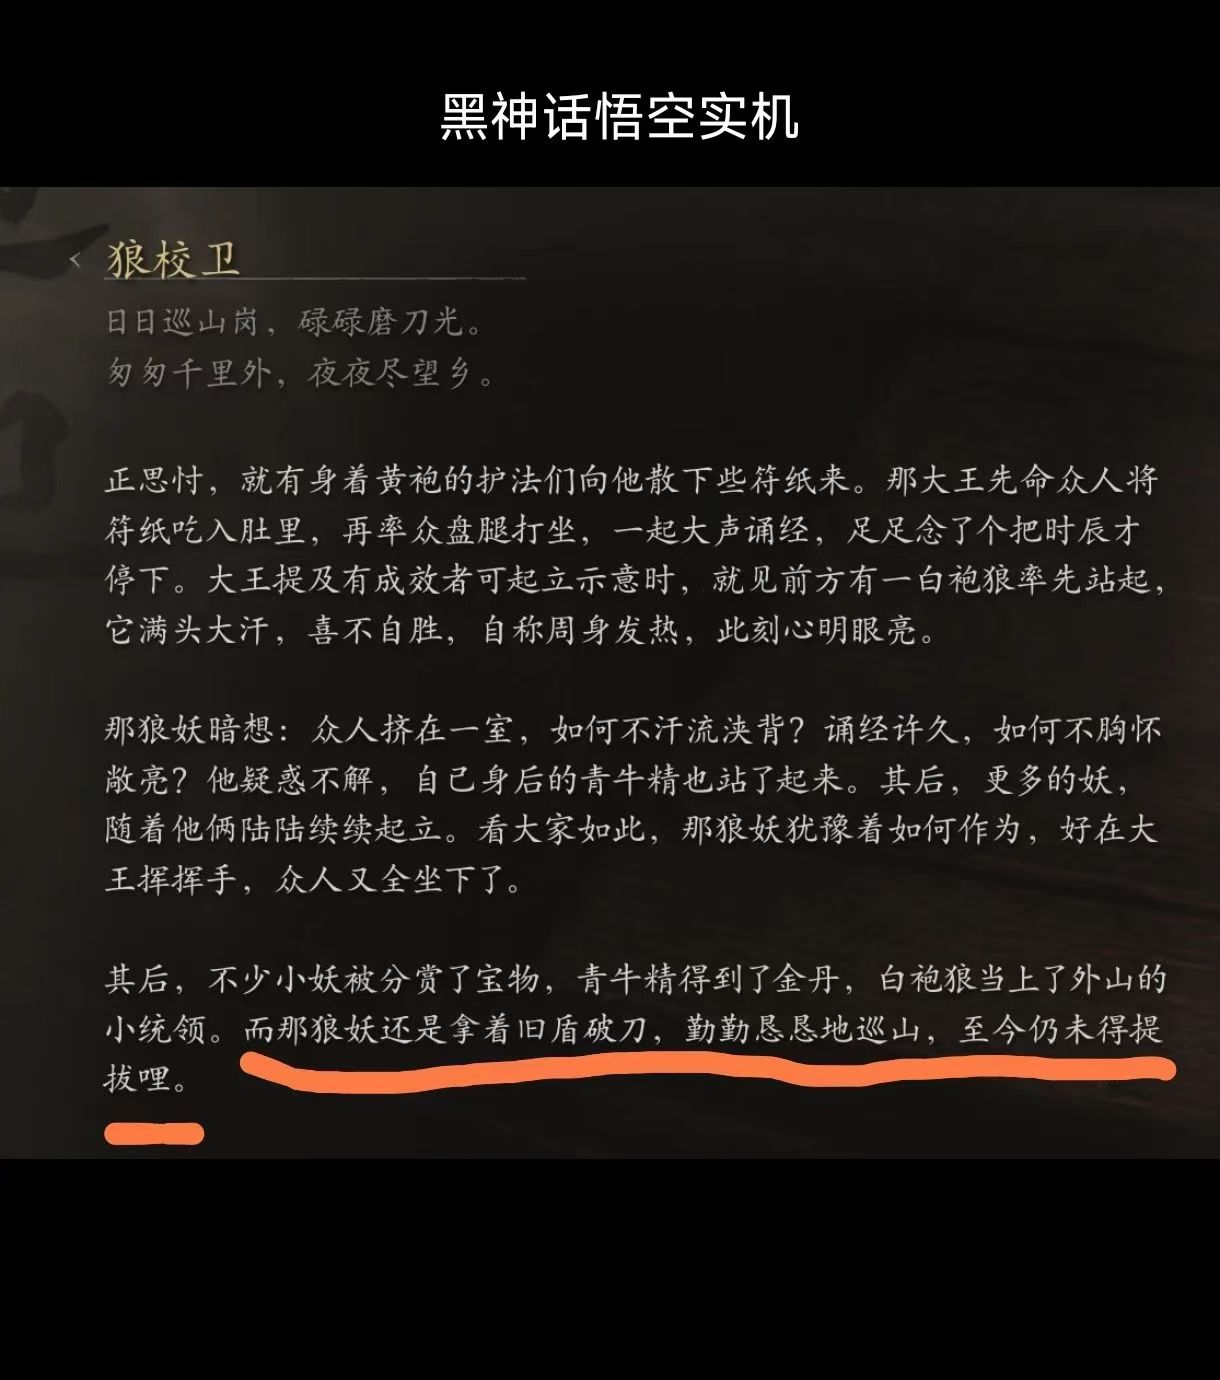 黑神话悟空实机
狼校卫
日日巡山岗，碌碌磨刀光。
匆匆千里外，夜夜尽望乡。
正思忖，就有身着黄袍的护法们向他散下些符纸来。那大王先命众人将
符纸吃入肚里，再率众盘腿打坐，一起大声诵经，足足念了个把时辰才
停下。大王提及有成效者可起立示意时，就见前方有一白袍狼率先站起，
它满头大汗，喜不自胜，自称周身发热，此刻心明眼亮。
那狼妖暗想：众人挤在一室，如何不汗流浃背？诵经许久，如何不胸怀
敞亮？他疑惑不解，自己身后的青牛精也站了起来。其后，更多的妖，
随着他俩陆陆续续起立。看大家如此，那狼妖犹豫着如何作为，好在大
王挥挥手，众人又全坐下了。
其后，不少小妖被分赏了宝物，青牛精得到了金丹，白袍狼当上了外山的
小统领。而那狼妖还是拿着旧盾破刀，勤勤恳恳地巡山，至今仍未得提
拔哩。